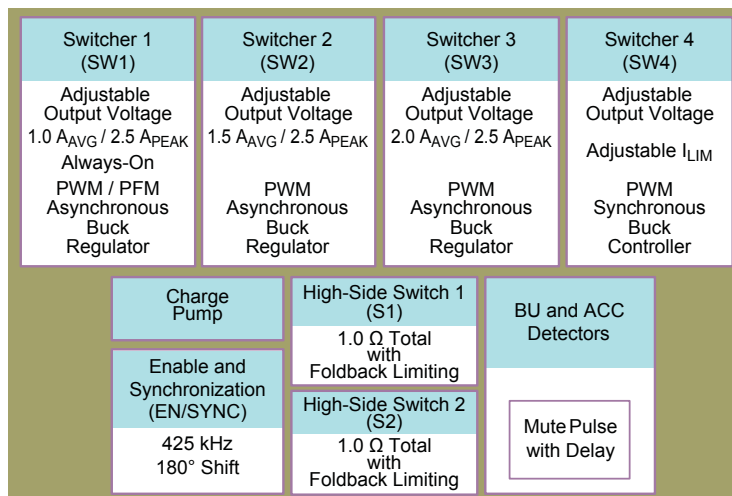 Switcher 1
(SW1)
Adjustable
Output Voltage
1.0 AAVG / 2.5 APEAK
Always-On
PWM / PFM
Asynchronous
Buck
Regulator
Switcher 2
(SW2)
Adjustable
Output Voltage
1.5 AAVG / 2.5 APEAK
PWM
Asynchronous
Buck
Regulator
Switcher 3
(SW3)
Adjustable
Output Voltage
2.0 AAVG / 2.5 APEAK
PWM
Asynchronous
Buck
Regulator
Switcher 4
(SW4)
Adjustable
Output Voltage
Adjustable ILIM
PWM
Synchronous
Buck
Controller
Charge
Pump
Enable and
Synchronization
(EN/SYNC)
425 kHz
180° Shift
High-Side Switch 1
(S1)
1.0 Ω Total
with
Foldback Limiting
High-Side Switch 2
(S2)
1.0 Ω Total
with
Foldback Limiting
BU and ACC
Detectors
Mute Pulse
with Delay